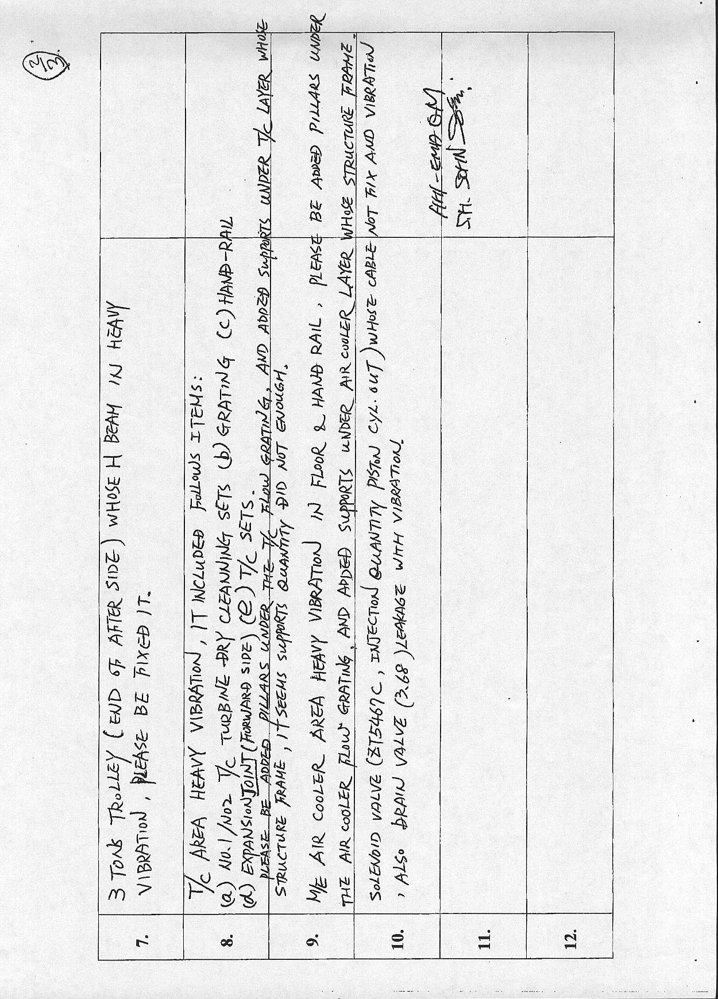 2/3
7. 3 TONS TROLLEY (END OF AFTER SIDE) WHOSE H BEAM IN HEAVY
VIBRATION, PLEASE BE FIXED IT.
8. T/C AREA HEAVY VIBRATION, IT INCLUDED FOLLOWS ITEMS:
(a) NO.1/NO2 T/C TURBINE DRY CLEANNING SETS (b) GRATING (c) HAND-RAIL
(d) EXPANSION JOINT (FORWARD SIDE) (e) T/C SETS.
PLEASE BE ADDED PILLARS UNDER THE T/C FLOW GRATING, AND ADDED SUPPORTS UNDER T/C LAYER WHOSE
STRUCTURE FRAME, IT SEEMS SUPPORTS QUANTITY DID NOT ENOUGH.
9. M/E AIR COOLER AREA HEAVY VIBRATION IN FLOOR & HAND RAIL, PLEASE BE ADDED PILLARS UNDER
THE AIR COOLER FLOW GRATING, AND ADDED SUPPORTS UNDER AIR COOLER LAYER WHOSE STRUCTURE FRAME.
10. SOLENOID VALVE (ZT5467C, INJECTION QUANTITY PISTON CYL. OUT) WHOSE CABLE NOT FIX AND VIBRATION
, ALSO DRAIN VALVE (3.68) LEAKAGE WITH VIBRATION.
HHI-EMA QM
11. S.H. SOHN
12.